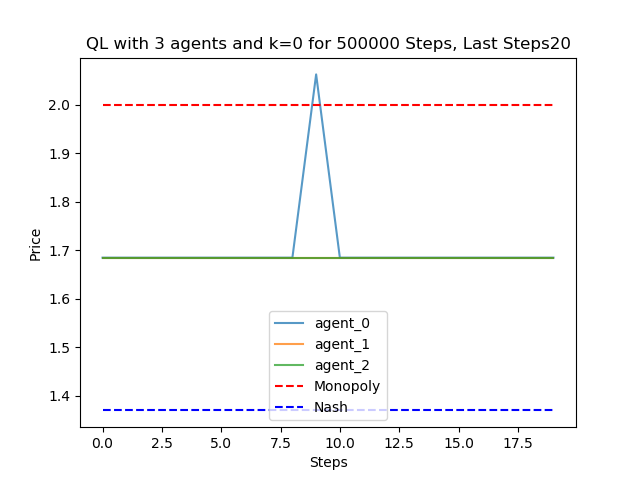 QL with 3 agents and k=0 for 500000 Steps, Last Steps20
Price
2.0
1.9
1.8
1.7
1.6
1.5
1.4
agent_0
agent_1
agent_2
Monopoly
Nash
0.0 2.5 5.0 7.5 10.0 12.5 15.0 17.5
Steps